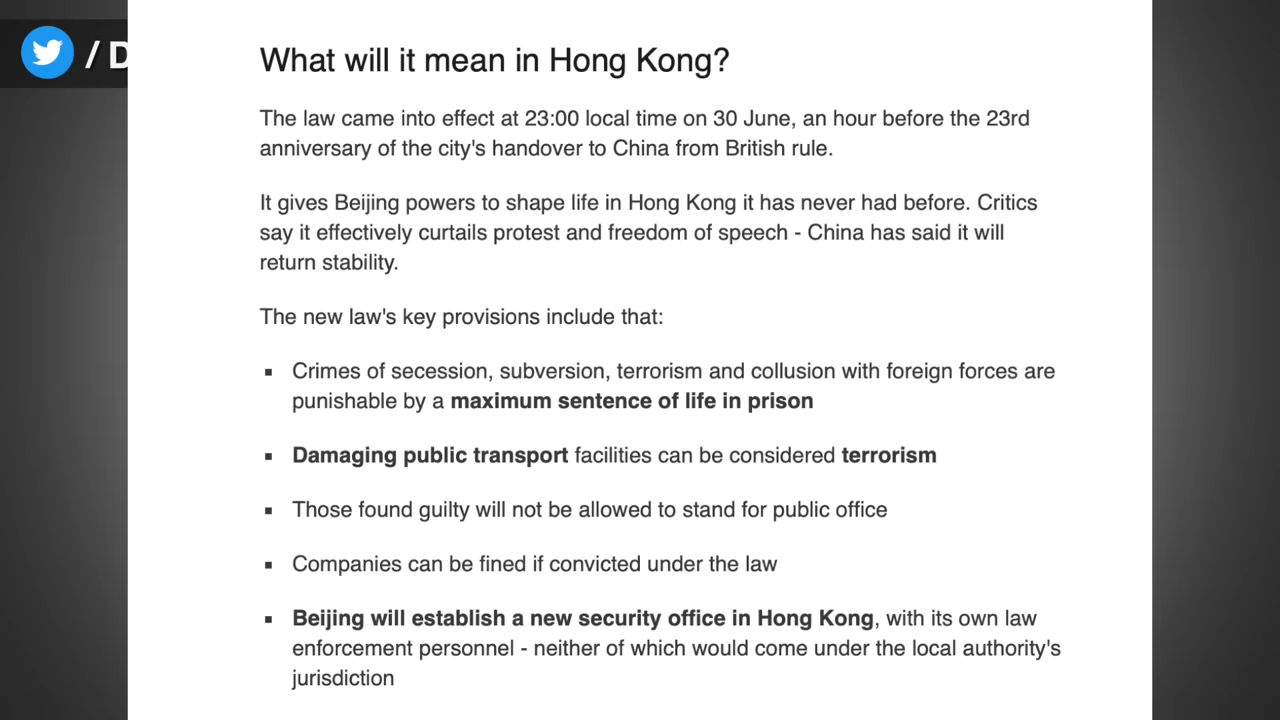 /D
What will it mean in Hong Kong?
The law came into effect at 23:00 local time on 30 June, an hour before the 23rd
anniversary of the city's handover to China from British rule.
It gives Beijing powers to shape life in Hong Kong it has never had before. Critics
say it effectively curtails protest and freedom of speech - China has said it will
return stability.
The new law's key provisions include that:
▪ Crimes of secession, subversion, terrorism and collusion with foreign forces are
punishable by a maximum sentence of life in prison
▪ Damaging public transport facilities can be considered terrorism
▪ Those found guilty will not be allowed to stand for public office
▪ Companies can be fined if convicted under the law
▪ Beijing will establish a new security office in Hong Kong, with its own law
enforcement personnel - neither of which would come under the local authority's
jurisdiction